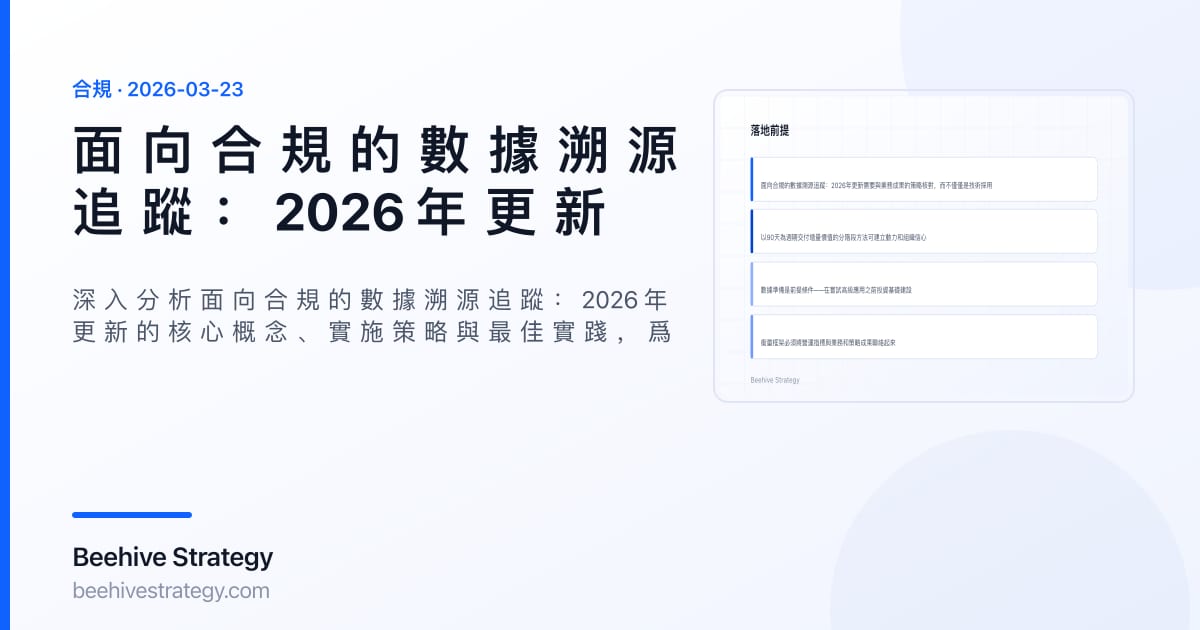 合規 · 2026-03-23
面向合規的數據溯源
追蹤：2026年更新
深入分析面向合規的數據溯源追蹤：2026年
更新的核心概念、實施策略與最佳實踐，爲
Beehive Strategy
beehivestrategy.com
落地前提
面向合規的數據溯源追蹤：2026年更新需要與業務成果的策略校對，而不僅僅是技術採用
以90天為週期交付增量價值的分階段方法可建立動力和組織信心
數據準備是前提條件——在嘗試高級應用之前投資基礎建設
衡量框架必須將營運指標與業務和策略成果聯絡起來
Beehive Strategy